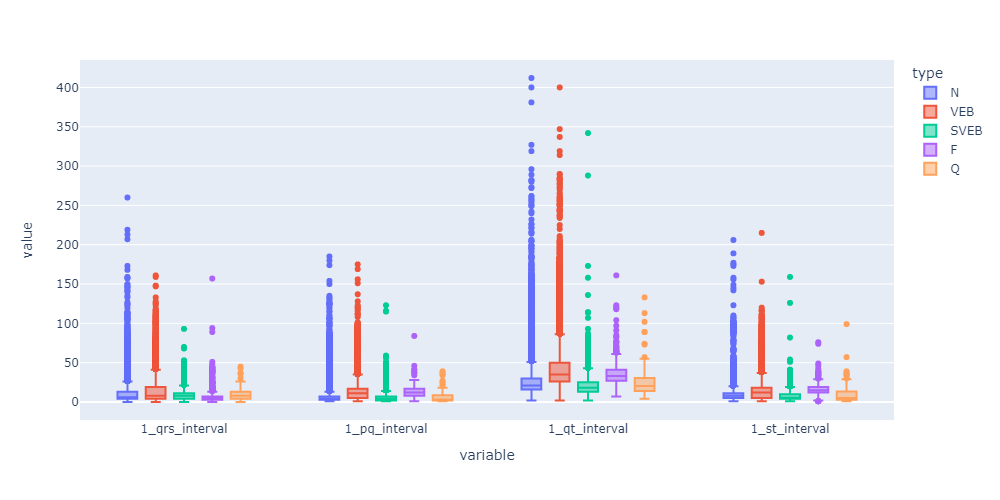 type
N
VEB
SVEB
F
Q
value
400
350
300
250
200
150
100
50
0
1_qrs_interval 1_pq_interval 1_qt_interval 1_st_interval
variable